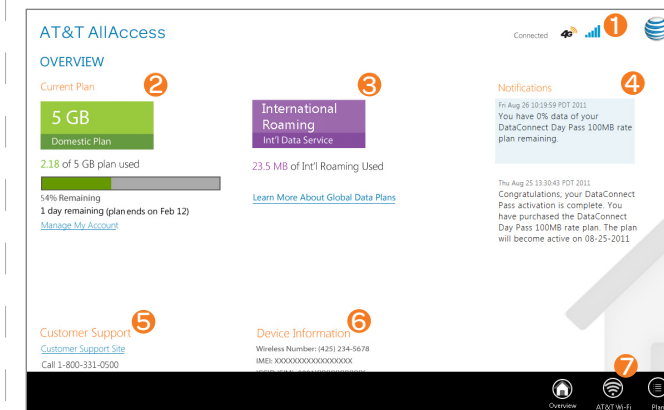 AT&T AllAccess
Connected 4G
1
OVERVIEW
Current Plan
2
5 GB
Domestic Plan
2.18 of 5 GB plan used
54% Remaining
1 day remaining (plan ends on Feb 12)
Manage My Account
3
International
Roaming
Int'l Data Service
23.5 MB of Int'l Roaming Used
Learn More About Global Data Plans
4
Notifications
Fri Aug 26 10:19:59 PDT 2011
You have 0% data of your
DataConnect Day Pass 100MB rate
plan remaining.
Thu Aug 25 13:30:43 PDT 2011
Congratulations, your DataConnect
Pass activation is complete. You
have purchased the DataConnect
Day Pass 100MB rate plan. The plan
will become active on 08-25-2011
5
Customer Support
Customer Support Site
Call 1-800-331-0500
6
Device Information
Wireless Number: (425) 234-5678
IMEI: XXXXXXXXXXXXXXXXX
7
Overview
AT&T Wi-Fi